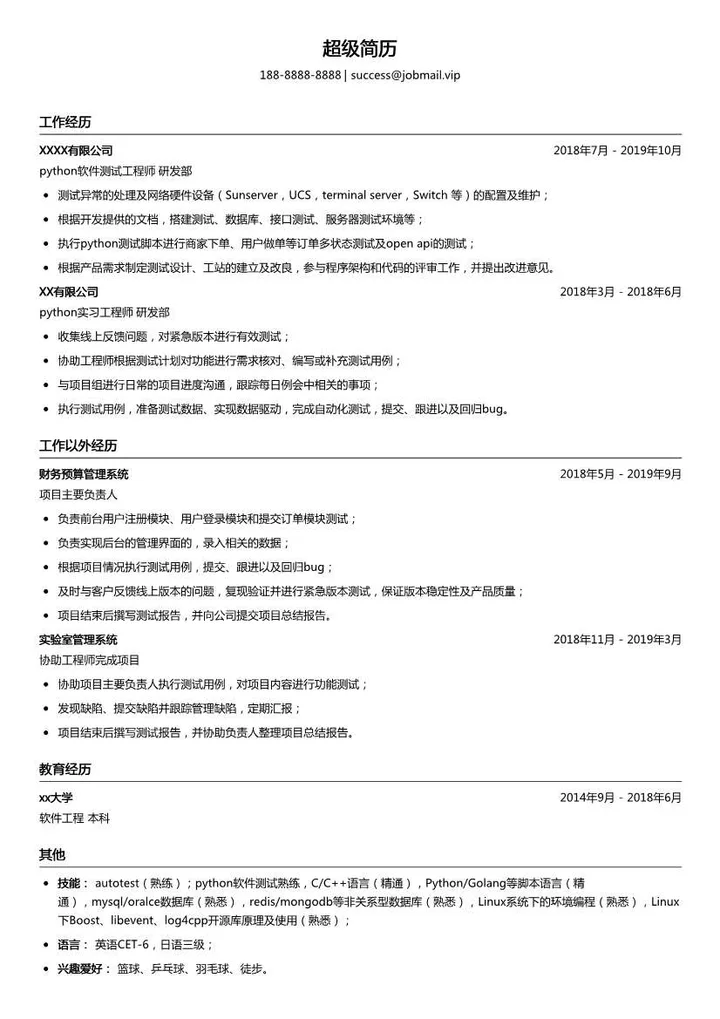 超级简历
188-8888-8888 | success@jobmail.vip
工作经历
XXXX有限公司 2018年7月 - 2019年10月
python软件测试工程师 研发部
• 测试异常的处理及网络硬件设备（Sunserver，UCS，terminal server，Switch 等）的配置及维护；
• 根据开发提供的文档，搭建测试、数据库、接口测试、服务器测试环境等；
• 执行python测试脚本进行商家下单、用户做单等订单多状态测试及open api的测试；
• 根据产品需求制定测试设计、工站的建立及改良，参与程序架构和代码的评审工作，并提出改进意见。
XX有限公司 2018年3月 - 2018年6月
python实习工程师 研发部
• 收集线上反馈问题，对紧急版本进行有效测试；
• 协助工程师根据测试计划对功能进行需求核对、编写或补充测试用例；
• 与项目组进行日常的项目进度沟通，跟踪每日例会中相关的事项；
• 执行测试用例，准备测试数据、实现数据驱动，完成自动化测试，提交、跟进以及回归bug。
工作以外经历
财务预算管理系统 2018年5月 - 2019年9月
项目主要负责人
• 负责前台用户注册模块、用户登录模块和提交订单模块测试；
• 负责实现后台的管理界面的，录入相关的数据；
• 根据项目情况执行测试用例，提交、跟进以及回归bug；
• 及时与客户反馈线上版本的问题，复现验证并进行紧急版本测试，保证版本稳定性及产品质量；
• 项目结束后撰写测试报告，并向公司提交项目总结报告。
实验室管理系统 2018年11月 - 2019年3月
协助工程师完成项目
• 协助项目主要负责人执行测试用例，对项目内容进行功能测试；
• 发现缺陷、提交缺陷并跟踪管理缺陷，定期汇报；
• 项目结束后撰写测试报告，并协助负责人整理项目总结报告。
教育经历
xx大学 2014年9月 - 2018年6月
软件工程 本科
其他
• 技能： autotest（熟练）；python软件测试熟练，C/C++语言（精通），Python/Golang等脚本语言（精
通），mysql/oralce数据库（熟悉），redis/mongodb等非关系型数据库（熟悉），Linux系统下的环境编程（熟悉），Linux
下Boost、libevent、log4cpp开源库原理及使用（熟悉）；
• 语言： 英语CET-6，日语三级；
• 兴趣爱好： 篮球、乒乓球、羽毛球、徒步。